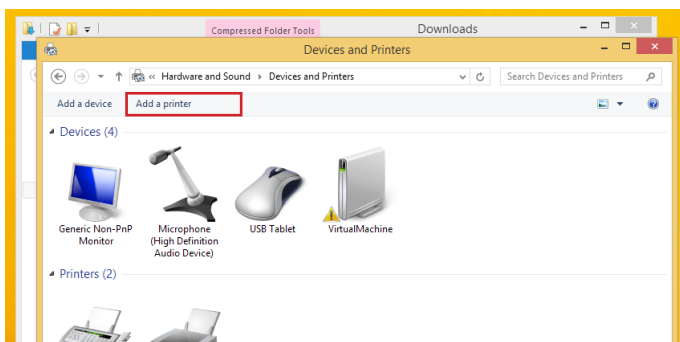 Compressed Folder Tools
Downloads
Devices and Printers
« Hardware and Sound ▸ Devices and Printers
Search Devices and Printers
Add a device
Add a printer
Devices (4)
Generic Non-PnP
Monitor
Microphone
(High Definition
Audio Device)
USB Tablet
VirtualMachine
Printers (2)